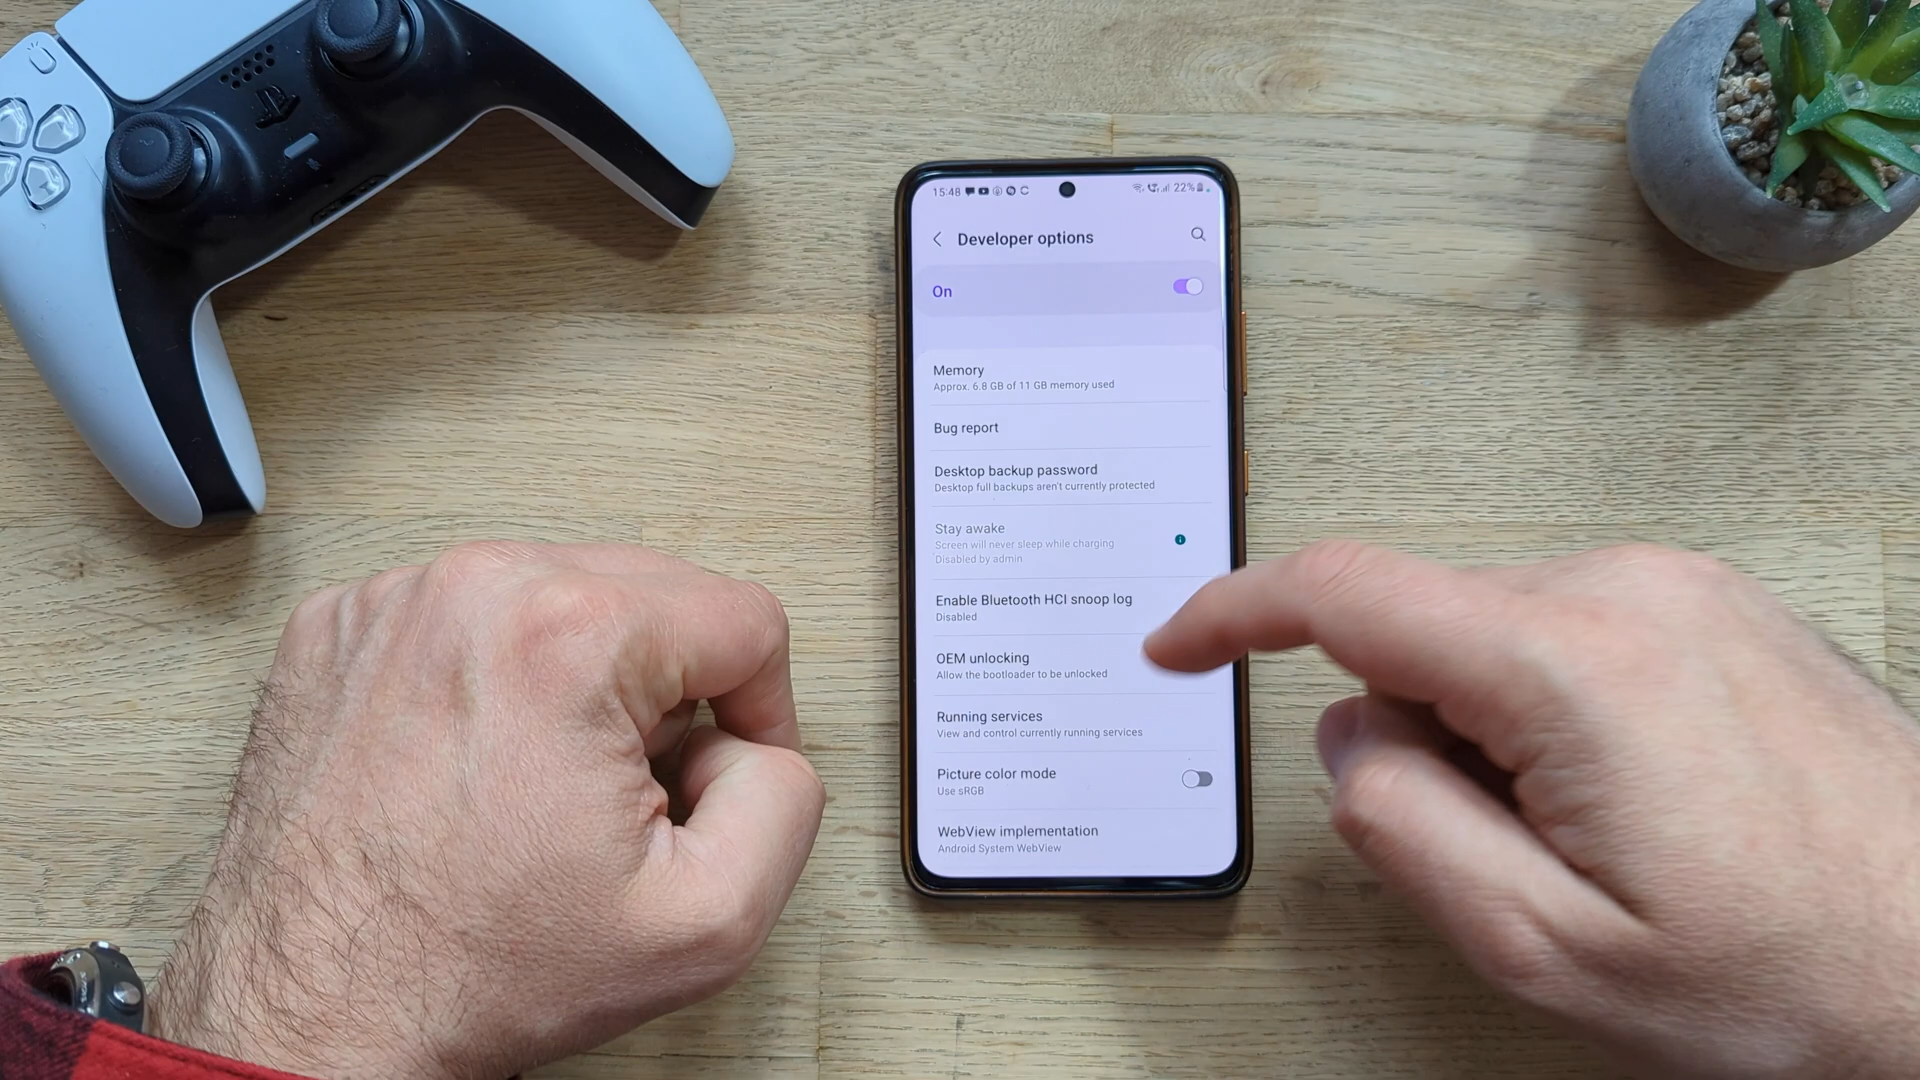 15:48 22%
Developer options
On
Memory
Approx. 6.8 GB of 11 GB memory used
Bug report
Desktop backup password
Desktop full backups aren't currently protected
Stay awake
Screen will never sleep while charging
Disabled by admin
Enable Bluetooth HCI snoop log
Disabled
OEM unlocking
Allow the bootloader to be unlocked
Running services
View and control currently running services
Picture color mode
Use sRGB
WebView implementation
Android System WebView